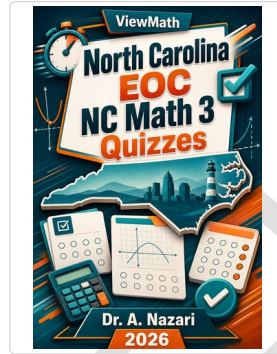 ViewMath
North Carolina
EOC
NC Math 3
Quizzes
Dr. A. Nazari
2026